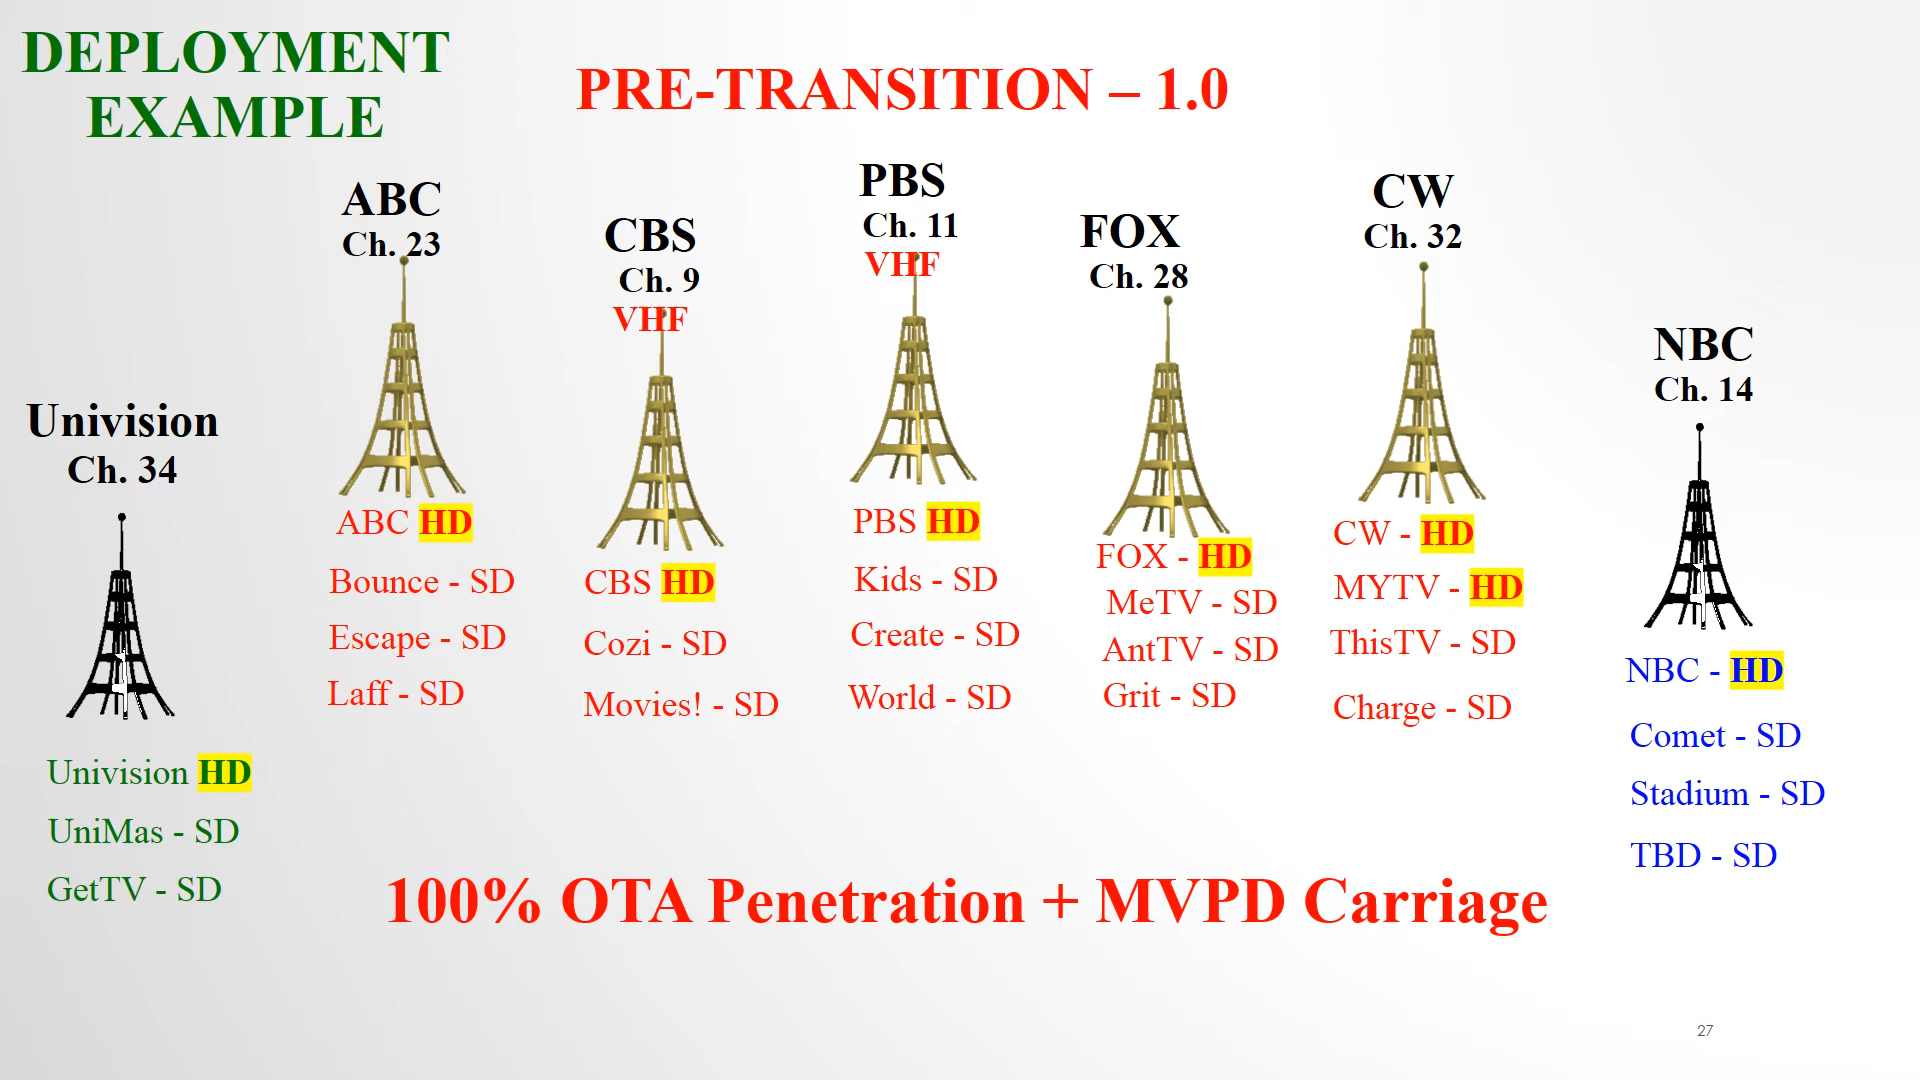 DEPLOYMENT
EXAMPLE
PRE-TRANSITION – 1.0
Univision
Ch. 34
Univision HD
UniMas - SD
GetTV - SD
ABC
Ch. 23
ABC HD
Bounce - SD
Escape - SD
Laff - SD
CBS
Ch. 9
VHF
CBS HD
Cozi - SD
Movies! - SD
PBS
Ch. 11
VHF
PBS HD
Kids - SD
Create - SD
World - SD
FOX
Ch. 28
FOX - HD
MeTV - SD
AntTV - SD
Grit - SD
CW
Ch. 32
CW - HD
MYTV - HD
ThisTV - SD
Charge - SD
NBC
Ch. 14
NBC - HD
Comet - SD
Stadium - SD
TBD - SD
100% OTA Penetration + MVPD Carriage
27